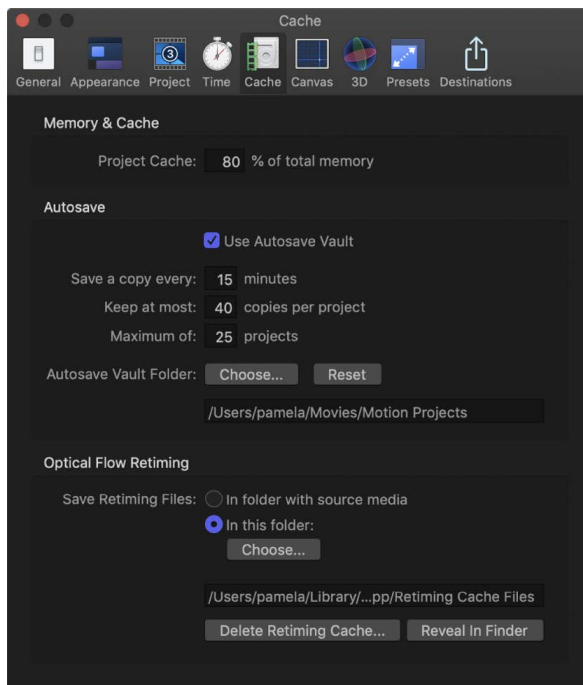 Cache
General Appearance Project Time Cache Canvas 3D Presets Destinations
Memory & Cache
Project Cache: 80 % of total memory
Autosave
Use Autosave Vault
Save a copy every: 15 minutes
Keep at most: 40 copies per project
Maximum of: 25 projects
Autosave Vault Folder: Choose... Reset
/Users/pamela/Movies/Motion Projects
Optical Flow Retiming
Save Retiming Files: In folder with source media
In this folder:
Choose...
/Users/pamela/Library/...pp/Retiming Cache Files
Delete Retiming Cache... Reveal In Finder